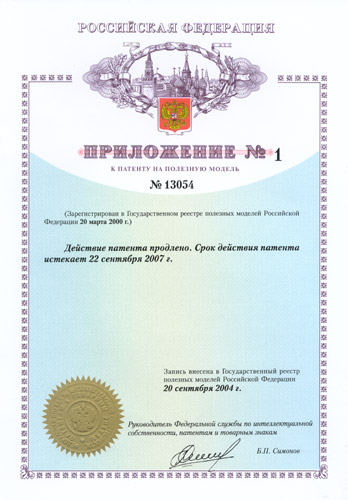 РОССИЙСКАЯ ФЕДЕРАЦИЯ
ПРИЛОЖЕНИЕ № 1
К ПАТЕНТУ НА ПОЛЕЗНУЮ МОДЕЛЬ
№ 13054
(Зарегистрирован в Государственном реестре полезных моделей Российской
Федерации 20 марта 2000 г.)
Действие патента продлено. Срок действия патента
истекает 22 сентября 2007 г.
Запись внесена в Государственный реестр
полезных моделей Российской Федерации
20 сентября 2004 г.
Руководитель Федеральной службы по интеллектуальной
собственности, патентам и товарным знакам
Б.П. Симонов